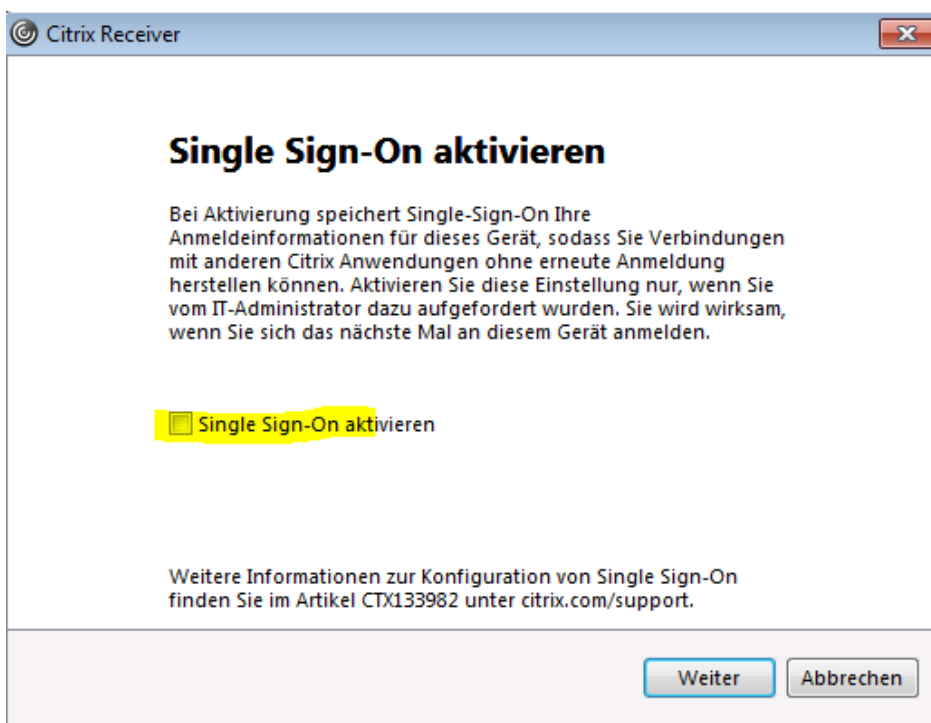 Citrix Receiver
Single Sign-On aktivieren
Bei Aktivierung speichert Single-Sign-On Ihre
Anmeldeinformationen für dieses Gerät, sodass Sie Verbindungen
mit anderen Citrix Anwendungen ohne erneute Anmeldung
herstellen können. Aktivieren Sie diese Einstellung nur, wenn Sie
vom IT-Administrator dazu aufgefordert wurden. Sie wird wirksam,
wenn Sie sich das nächste Mal an diesem Gerät anmelden.
Single Sign-On aktivieren
Weitere Informationen zur Konfiguration von Single Sign-On
finden Sie im Artikel CTX133982 unter citrix.com/support.
Weiter Abbrechen